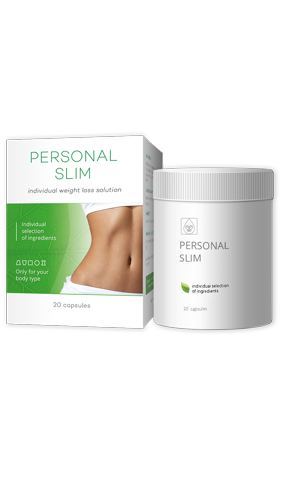 PERSONAL
SLIM
individual weight loss solution
Individual
selection
of ingredients
Only for your
body type
20 capsules
PERSONAL
SLIM
individual selection
of ingredients
20 capsules